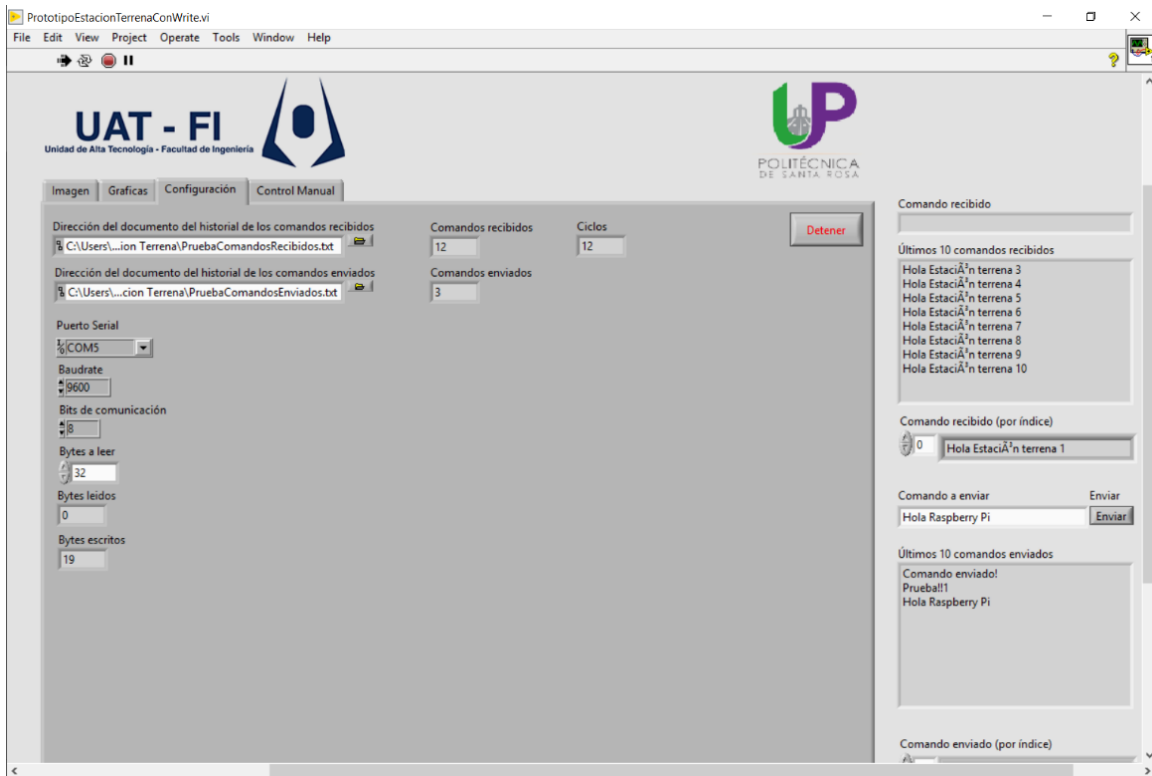 PrototipoEstacionTerrenaConWrite.vi
File Edit View Project Operate Tools Window Help
UAT - FI
Unidad de Alta Tecnología - Facultad de Ingeniería
UP
POLITÉCNICA
DE SANTA ROSA
Imagen Graficas Configuración Control Manual
Dirección del documento del historial de los comandos recibidos
C:\Users\...ion Terrena\PruebaComandosRecibidos.txt
Comandos recibidos
12
Ciclos
12
Detener
Dirección del documento del historial de los comandos enviados
C:\Users\...cion Terrena\PruebaComandosEnviados.txt
Comandos enviados
3
Puerto Serial
COM5
Baudrate
9600
Bits de comunicación
8
Bytes a leer
32
Bytes leidos
0
Bytes escritos
19
Comando recibido
Últimos 10 comandos recibidos
Hola EstaciÃ³n terrena 3
Hola EstaciÃ³n terrena 4
Hola EstaciÃ³n terrena 5
Hola EstaciÃ³n terrena 6
Hola EstaciÃ³n terrena 7
Hola EstaciÃ³n terrena 8
Hola EstaciÃ³n terrena 9
Hola EstaciÃ³n terrena 10
Comando recibido (por índice)
0 Hola EstaciÃ³n terrena 1
Comando a enviar Enviar
Hola Raspberry Pi Enviar
Últimos 10 comandos enviados
Comando enviado!
Prueba!!1
Hola Raspberry Pi
Comando enviado (por índice)